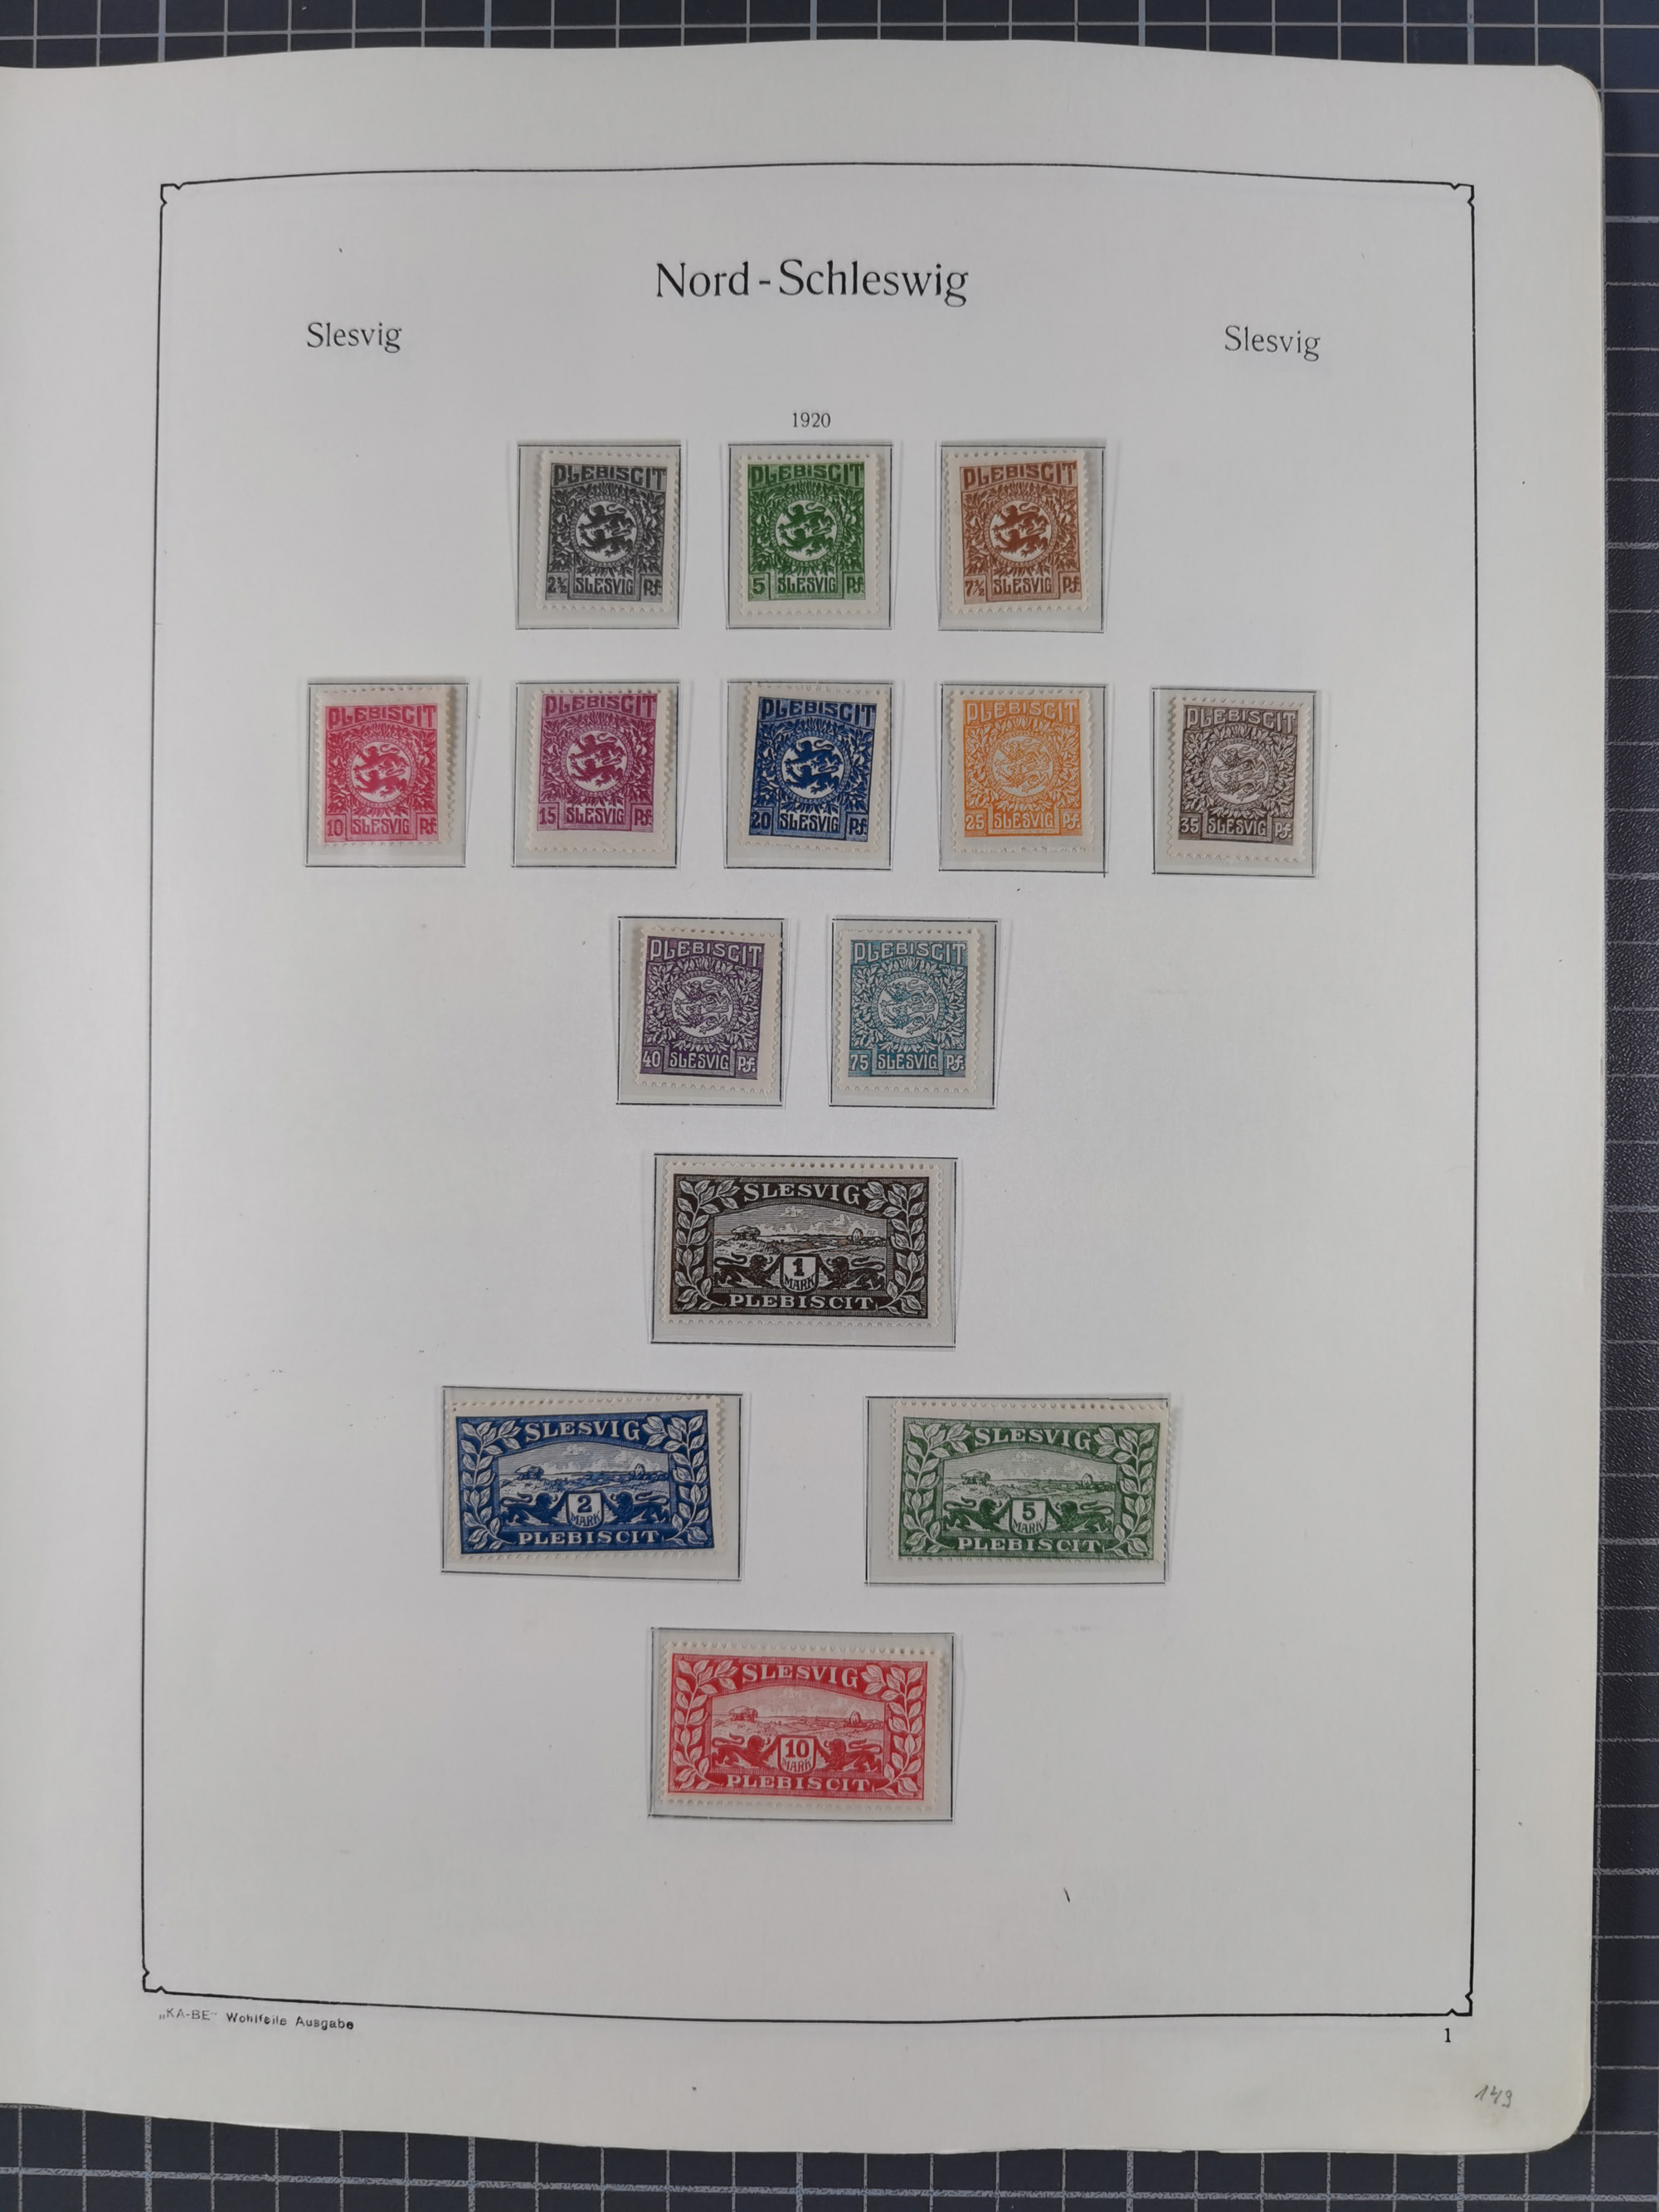 Nord-Schleswig
Slesvig
Slesvig
1920
PLEBISCIT
2½ SLESVIG Pf.
PLEBISCIT
5 SLESVIG Pf.
PLEBISCIT
7½ SLESVIG Pf.
PLEBISCIT
10 SLESVIG Pf.
PLEBISCIT
15 SLESVIG Pf.
PLEBISCIT
20 SLESVIG Pf.
PLEBISCIT
25 SLESVIG Pf.
PLEBISCIT
35 SLESVIG Pf.
PLEBISCIT
40 SLESVIG Pf.
PLEBISCIT
75 SLESVIG Pf.
SLESVIG
1
MARK
PLEBISCIT
SLESVIG
2
MARK
PLEBISCIT
SLESVIG
5
MARK
PLEBISCIT
SLESVIG
10
MARK
PLEBISCIT
„KA-BE“ Wohlfeile Ausgabe
1
149